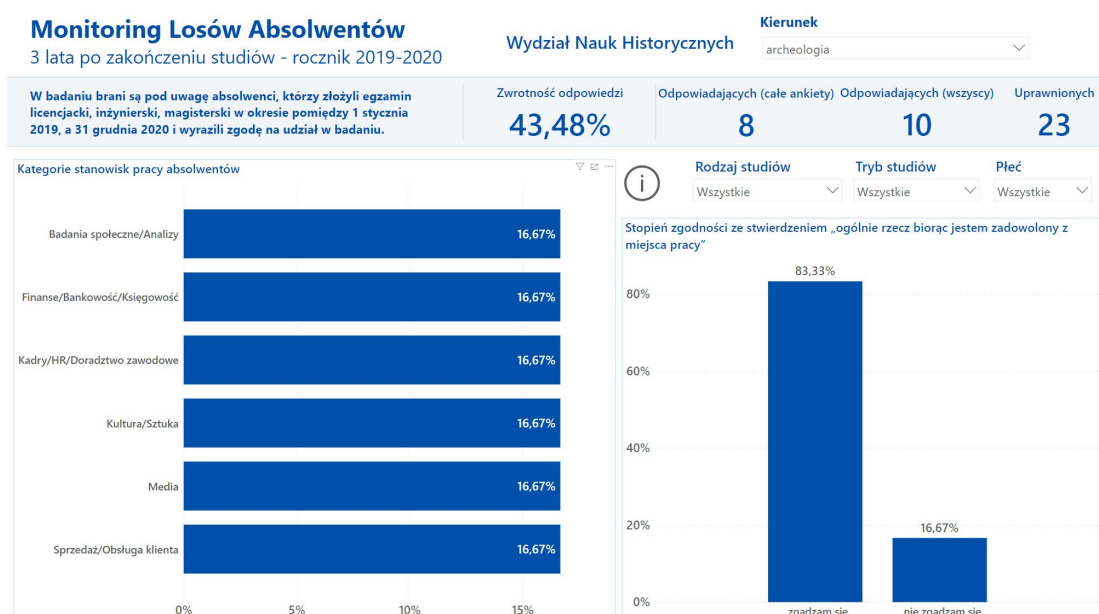 Monitoring Losów Absolwentów
3 lata po zakończeniu studiów - rocznik 2019-2020
Wydział Nauk Historycznych
Kierunek
archeologia
W badaniu brani są pod uwagę absolwenci, którzy złożyli egzamin
licencjacki, inżynierski, magisterski w okresie pomiędzy 1 stycznia
2019, a 31 grudnia 2020 i wyrazili zgodę na udział w badaniu.
Zwrotność odpowiedzi
43,48%
Odpowiadających (całe ankiety)
8
Odpowiadających (wszyscy)
10
Uprawnionych
23
Kategorie stanowisk pracy absolwentów
Badania społeczne/Analizy 16,67%
Finanse/Bankowość/Księgowość 16,67%
Kadry/HR/Doradztwo zawodowe 16,67%
Kultura/Sztuka 16,67%
Media 16,67%
Sprzedaż/Obsługa klienta 16,67%
0% 5% 10% 15%
i
Rodzaj studiów
Wszystkie
Tryb studiów
Wszystkie
Płeć
Wszystkie
Stopień zgodności ze stwierdzeniem „ogólnie rzecz biorąc jestem zadowolony z
miejsca pracy”
83,33%
80%
60%
40%
20%
16,67%
0%
zgadzam się nie zgadzam się